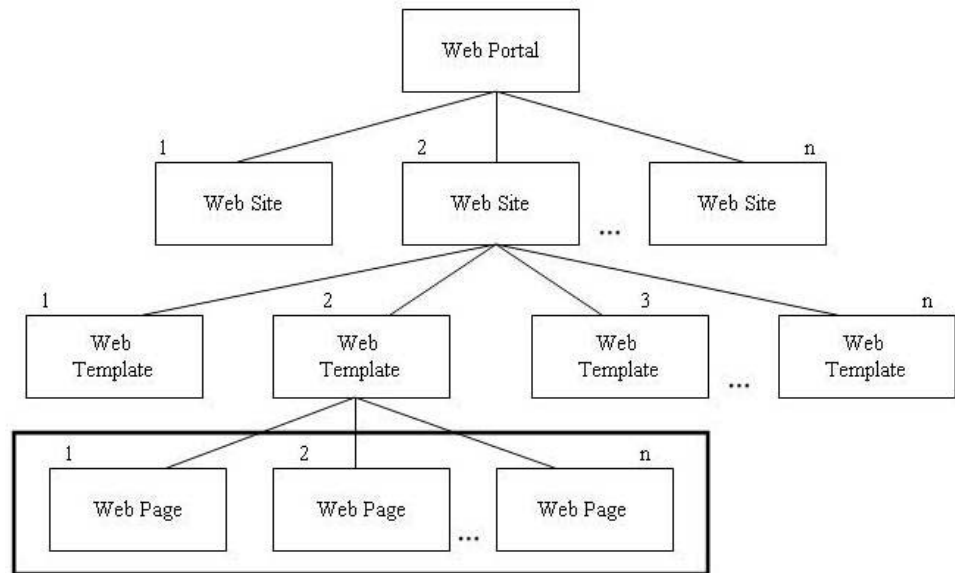 Web Portal
1 2 n
Web Site Web Site ... Web Site
1 2 3 n
Web Web Web Web
Template Template Template ... Template
1 2 n
Web Page Web Page ... Web Page